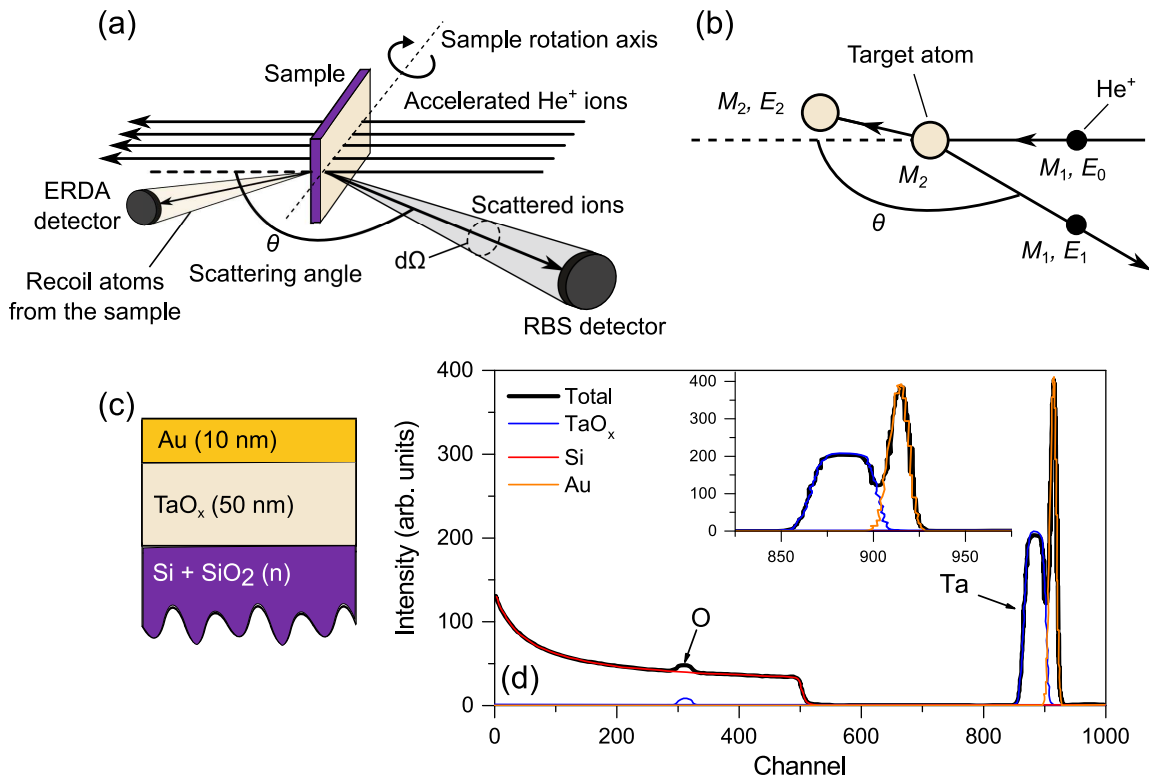 (a)
Sample rotation axis
Sample
Accelerated He⁺ ions
ERDA
detector
θ
Scattered ions
Scattering angle
dΩ
Recoil atoms
from the sample
RBS detector
(b)
Target atom
He⁺
M₂, E₂
M₂
M₁, E₀
θ
M₁, E₁
(c)
Au (10 nm)
TaOₓ (50 nm)
Si + SiO₂ (n)
(d)
Intensity (arb. units)
400
300
200
100
0
Total
TaOₓ
Si
Au
400
300
200
100
0
850
900
950
Ta
O
0
200
400
600
800
1000
Channel